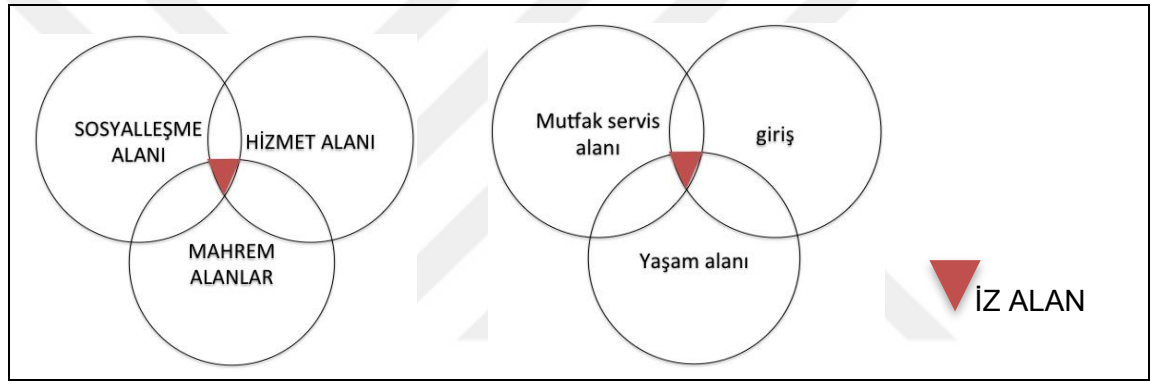 SOSYALLEŞME
ALANI
HİZMET ALANI
MAHREM
ALANLAR
Mutfak servis
alanı
giriş
Yaşam alanı
İZ ALAN